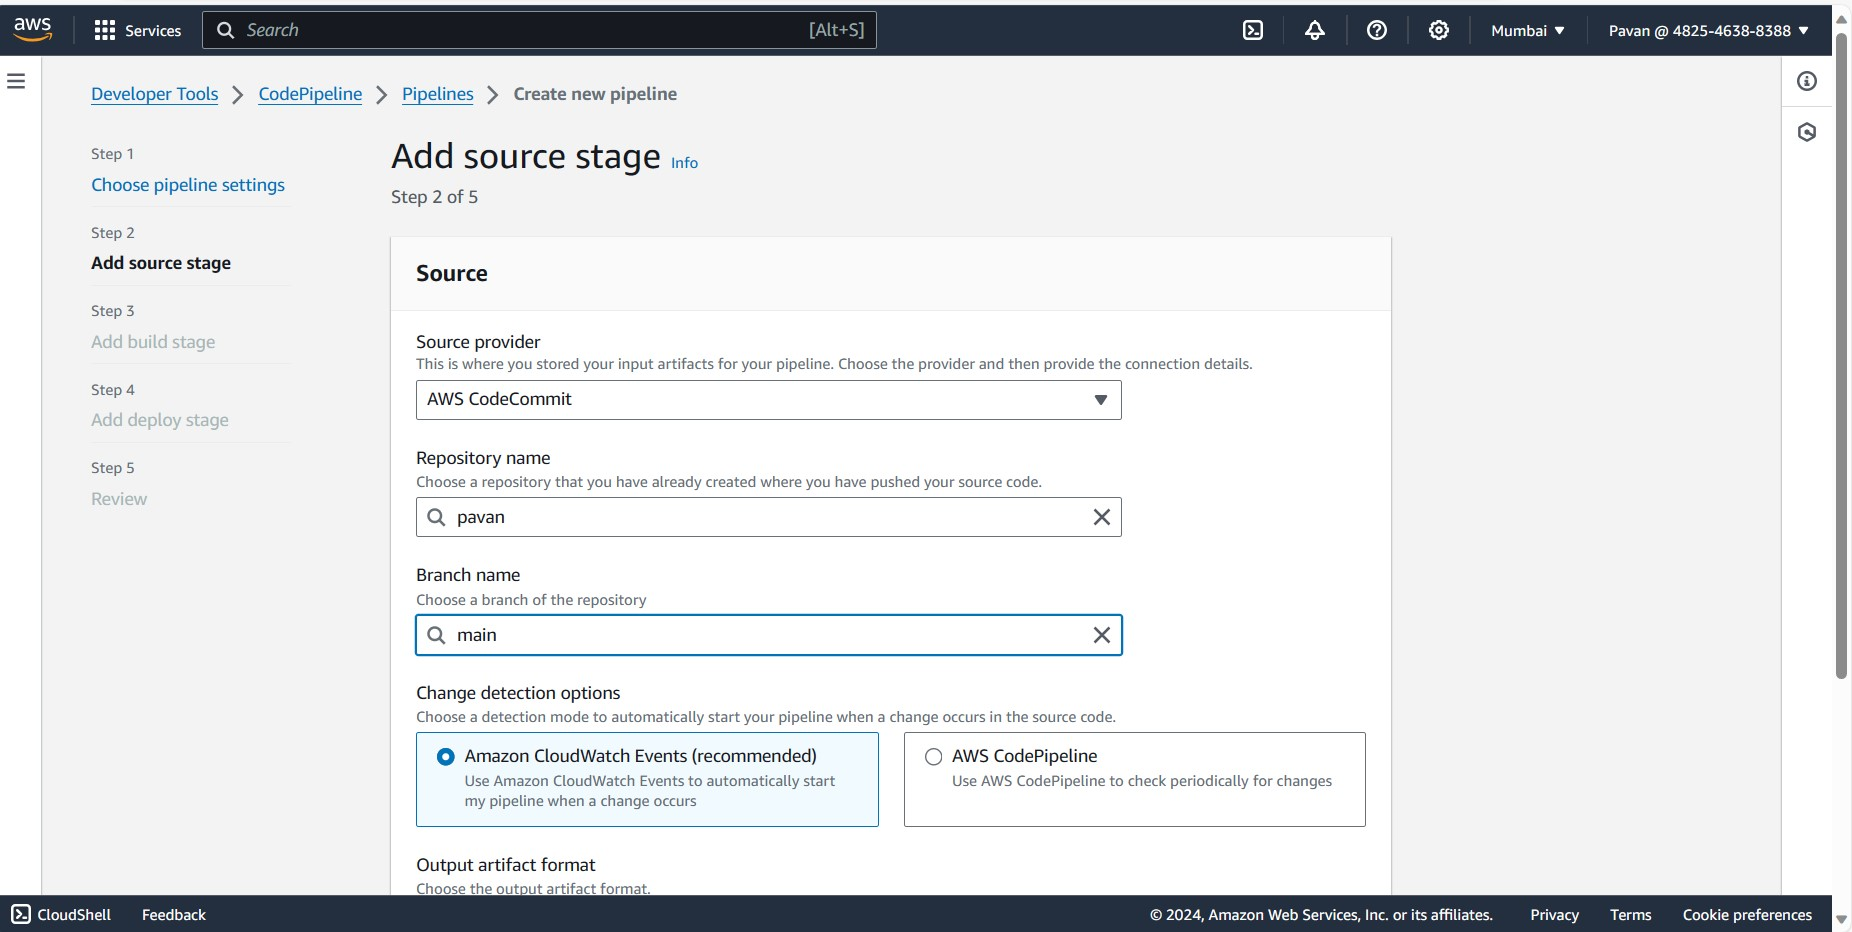 aws
Services
Search
[Alt+S]
Mumbai
Pavan @ 4825-4638-8388
Developer Tools
CodePipeline
Pipelines
Create new pipeline
Step 1
Choose pipeline settings
Step 2
Add source stage
Step 3
Add build stage
Step 4
Add deploy stage
Step 5
Review
Add source stage Info
Step 2 of 5
Source
Source provider
This is where you stored your input artifacts for your pipeline. Choose the provider and then provide the connection details.
AWS CodeCommit
Repository name
Choose a repository that you have already created where you have pushed your source code.
pavan
Branch name
Choose a branch of the repository
main
Change detection options
Choose a detection mode to automatically start your pipeline when a change occurs in the source code.
Amazon CloudWatch Events (recommended)
Use Amazon CloudWatch Events to automatically start
my pipeline when a change occurs
AWS CodePipeline
Use AWS CodePipeline to check periodically for changes
Output artifact format
Choose the output artifact format.
CloudShell
Feedback
© 2024, Amazon Web Services, Inc. or its affiliates.
Privacy
Terms
Cookie preferences